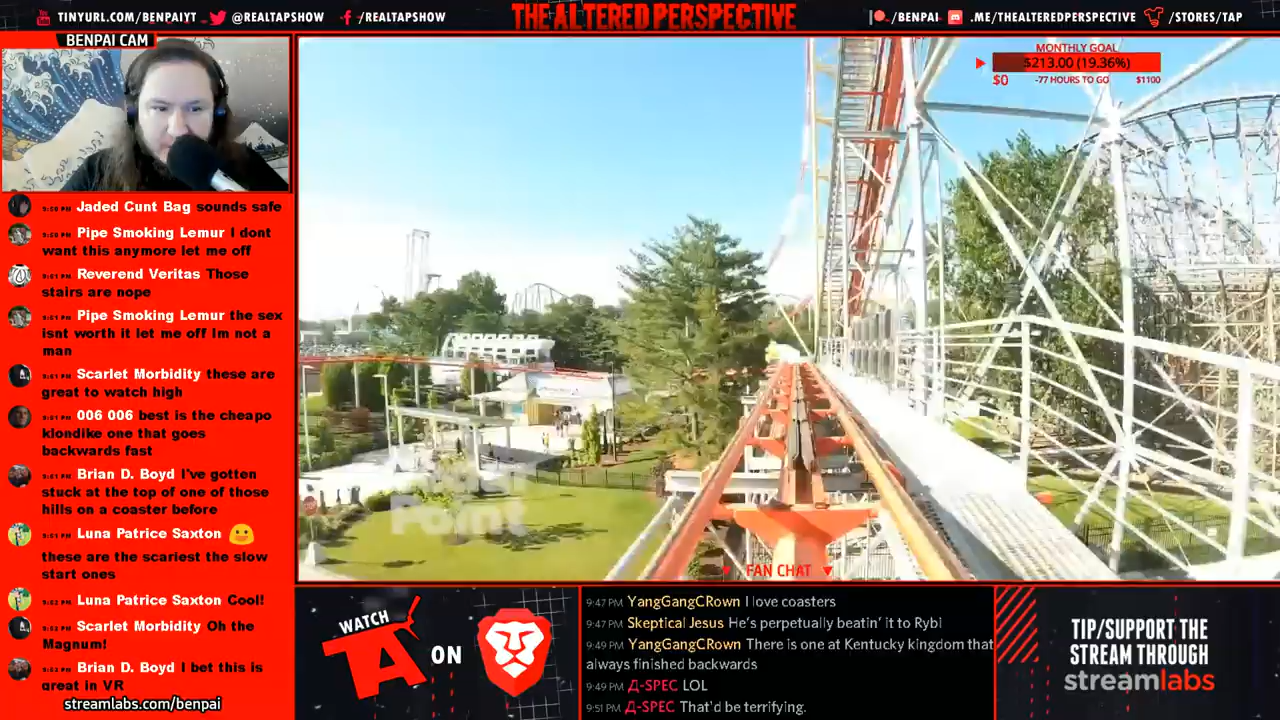 TINYURL.COM/BENPAIYT @REALTAPSHOW /REALTAPSHOW THE ALTERED PERSPECTIVE /BENPAI .ME/THEALTEREDPERSPECTIVE /STORES/TAP
BENPAI CAM
MONTHLY GOAL
$213.00 (19.36%)
$0 -77 HOURS TO GO $1100
Jaded Cunt Bag sounds safe
Pipe Smoking Lemur I dont
want this anymore let me off
Reverend Veritas Those
stairs are nope
Pipe Smoking Lemur the sex
isnt worth it let me off Im not a
man
Scarlet Morbidity these are
great to watch high
006 006 best is the cheapo
klondike one that goes
backwards fast
Brian D. Boyd I've gotten
stuck at the top of one of those
hills on a coaster before
Luna Patrice Saxton
these are the scariest the slow
start ones
Luna Patrice Saxton Cool!
Scarlet Morbidity Oh the
Magnum!
Brian D. Boyd I bet this is
great in VR
streamlabs.com/benpai
Point
FAN CHAT
WATCH
TA ON
9:47 PM YangGangCRown I love coasters
9:47 PM Skeptical Jesus He's perpetually beatin' it to Rybl
9:49 PM YangGangCRown There is one at Kentucky kingdom that
always finished backwards
9:49 PM Д-SPEC LOL
9:51 PM Д-SPEC That'd be terrifying.
TIP/SUPPORT THE
STREAM THROUGH
streamlabs